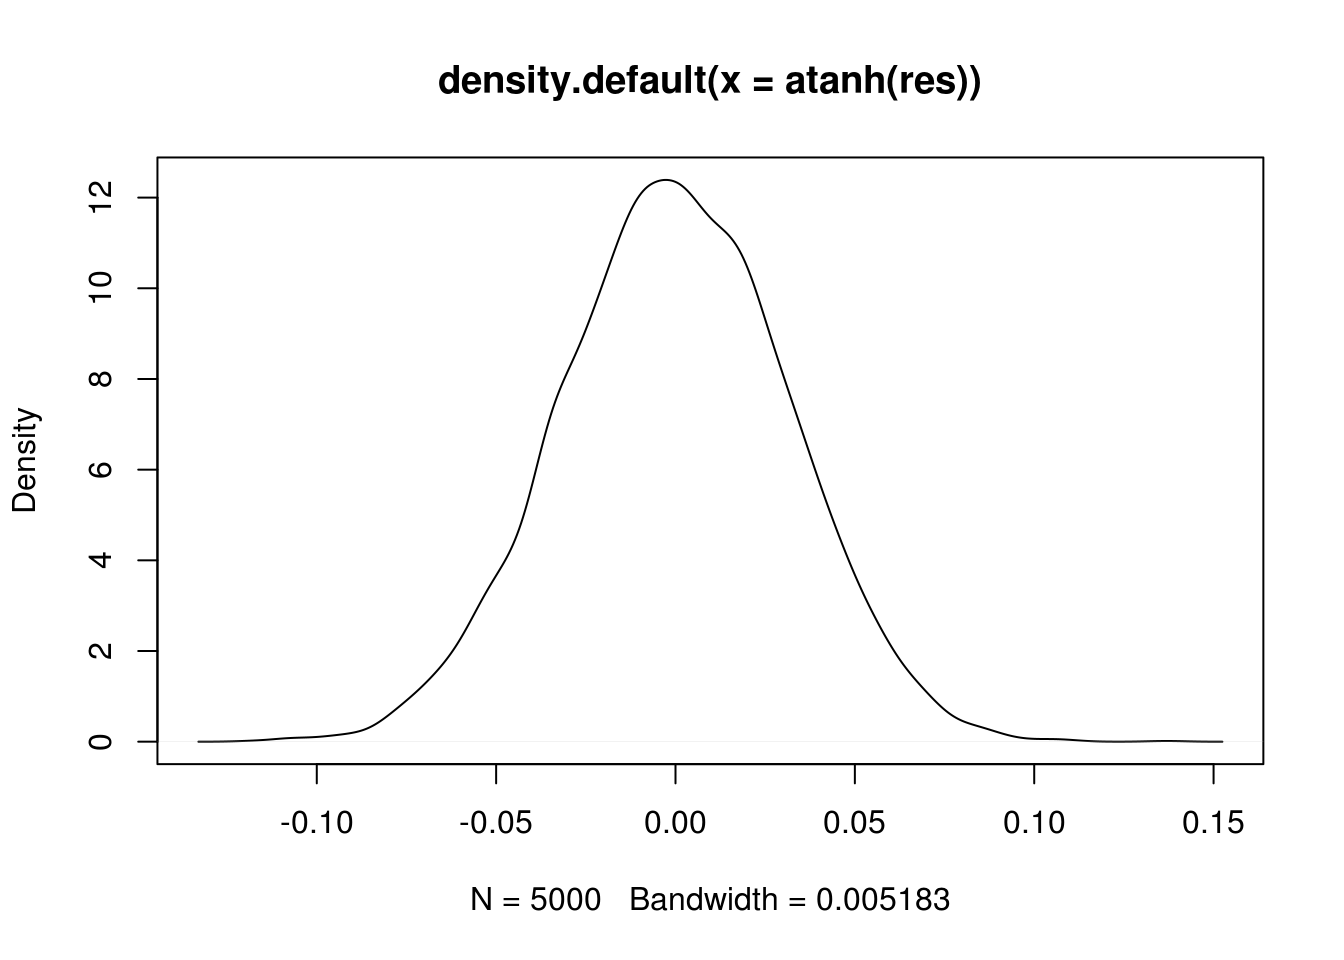 density.default(x = atanh(res))
Density
12
10
8
6
4
2
0
-0.10 -0.05 0.00 0.05 0.10 0.15
N = 5000 Bandwidth = 0.005183